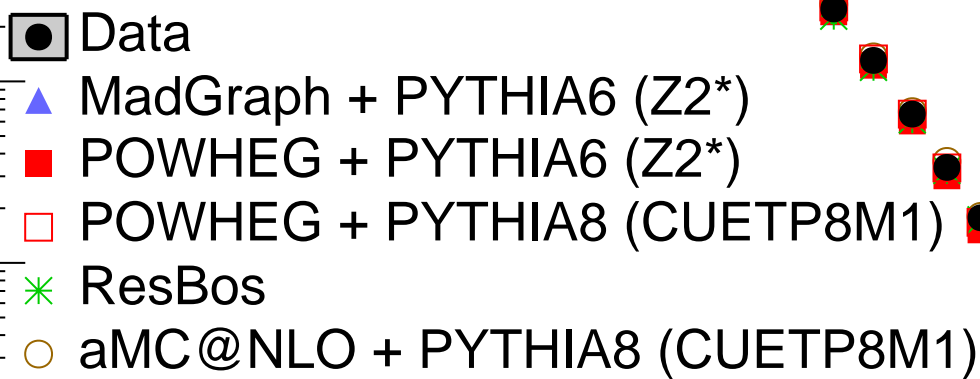 Data
MadGraph + PYTHIA6 (Z2*)
POWHEG + PYTHIA6 (Z2*)
POWHEG + PYTHIA8 (CUETP8M1)
ResBos
aMC@NLO + PYTHIA8 (CUETP8M1)